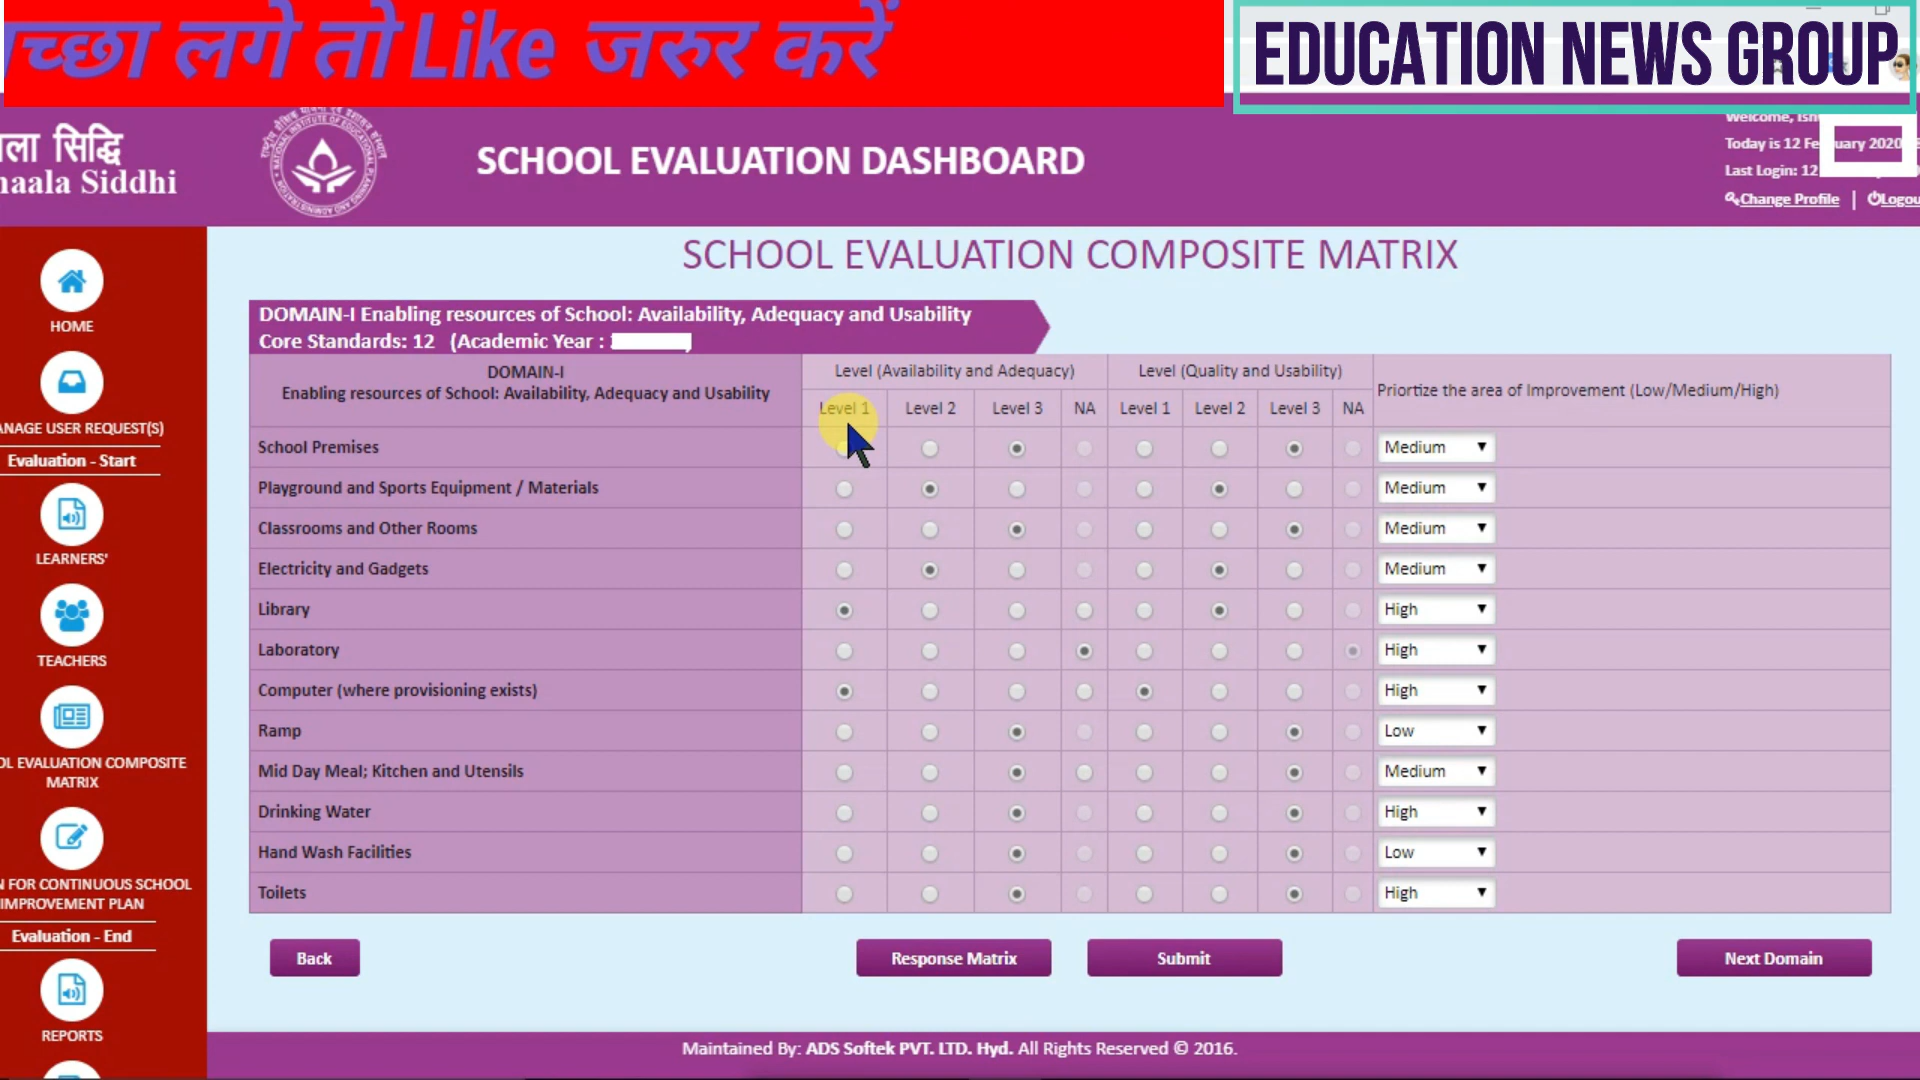 लगे तो Like जरुर करें
EDUCATION NEWS GROUP
सिद्धि
Siddhi
SCHOOL EVALUATION DASHBOARD
Welcome,
Today is 12 2020
Last Login: 12
Change Profile | Logou
HOME
NAGE USER REQUEST(S)
Evaluation - Start
LEARNERS'
TEACHERS
OL EVALUATION COMPOSITE
MATRIX
FOR CONTINUOUS SCHOOL
IMPROVEMENT PLAN
Evaluation - End
REPORTS
SCHOOL EVALUATION COMPOSITE MATRIX
DOMAIN-I Enabling resources of School: Availability, Adequacy and Usability
Core Standards: 12 (Academic Year :
DOMAIN-I
Enabling resources of School: Availability, Adequacy and Usability
Level (Availability and Adequacy) Level (Quality and Usability)
Priortize the area of Improvement (Low/Medium/High)
Level 1 Level 2 Level 3 NA Level 1 Level 2 Level 3 NA
School Premises Medium
Playground and Sports Equipment / Materials Medium
Classrooms and Other Rooms Medium
Electricity and Gadgets Medium
Library High
Laboratory High
Computer (where provisioning exists) High
Ramp Low
Mid Day Meal; Kitchen and Utensils Medium
Drinking Water High
Hand Wash Facilities Low
Toilets High
Back Response Matrix Submit Next Domain
Maintained By: ADS Softek PVT. LTD. Hyd. All Rights Reserved © 2016.